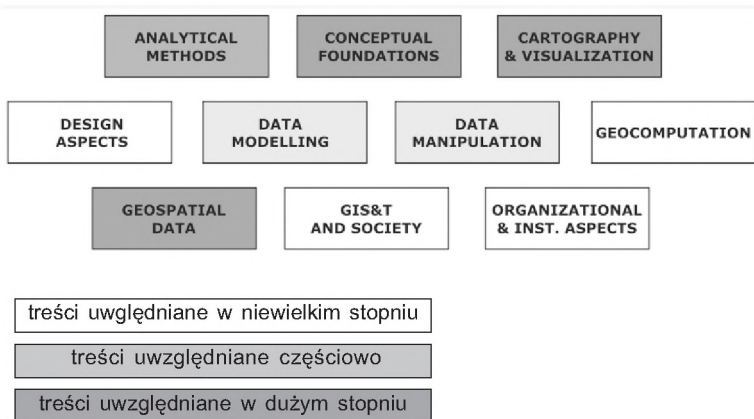 ANALYTICAL
METHODS
CONCEPTUAL
FOUNDATIONS
CARTOGRAPHY
& VISUALIZATION
DESIGN
ASPECTS
DATA
MODELLING
DATA
MANIPULATION
GEOCOMPUTATION
GEOSPATIAL
DATA
GIS&T
AND SOCIETY
ORGANIZATIONAL
& INST. ASPECTS
treści uwględniane w niewielkim stopniu
treści uwzględniane częściowo
treści uwzględniane w dużym stopniu